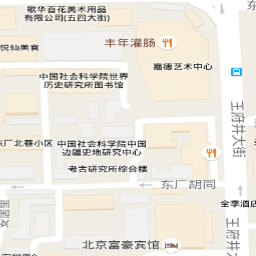 歌华百花美术用品
有限公司(五四大街)
悦仙美食
丰年灌肠
嘉德艺术中心
中国社会科学院世界
历史研究所图书馆
王府井大街
东厂北巷小区
中国社会科学院中国
边疆史地研究中心
考古研究所综合楼
东厂胡同
全季酒店
王府井大
北京富豪宾馆